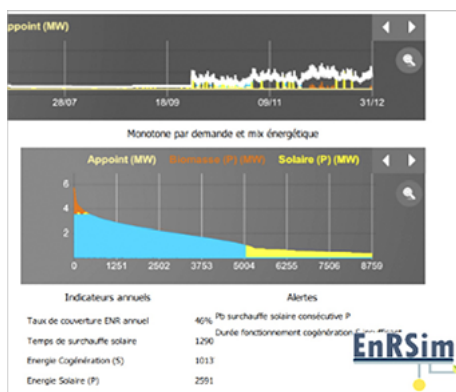 ppoint (MW)
28/07 18/09 09/11 31/12
Monotone par demande et mix énergétique
Appoint (MW) Biomasse (P) (MW) Solaire (P) (MW)
6
4
2
0 1251 2502 3753 5004 6255 7506 8759
Indicateurs annuels Alertes
Taux de couverture ENR annuel 46% Pb surchauffe solaire consécutive P
Temps de surchauffe solaire 1290 Durée fonctionnement cogénération
Energie Cogénération (S) 1013
Energie Solaire (P) 2591
EnRSim